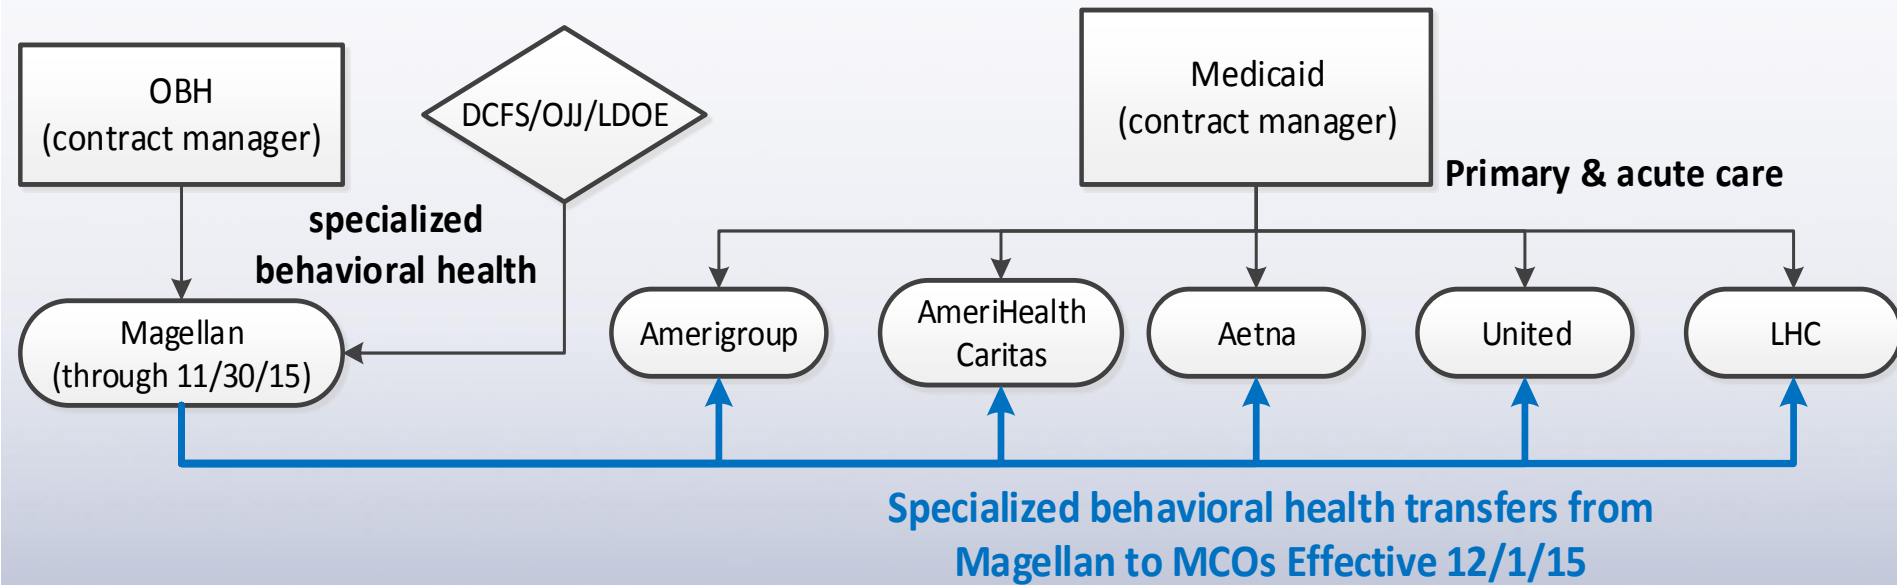 OBH
(contract manager)
DCFS/OJJ/LDOE
Medicaid
(contract manager)
Primary & acute care
specialized
behavioral health
Magellan
(through 11/30/15)
Amerigroup
AmeriHealth
Caritas
Aetna
United
LHC
Specialized behavioral health transfers from
Magellan to MCOs Effective 12/1/15